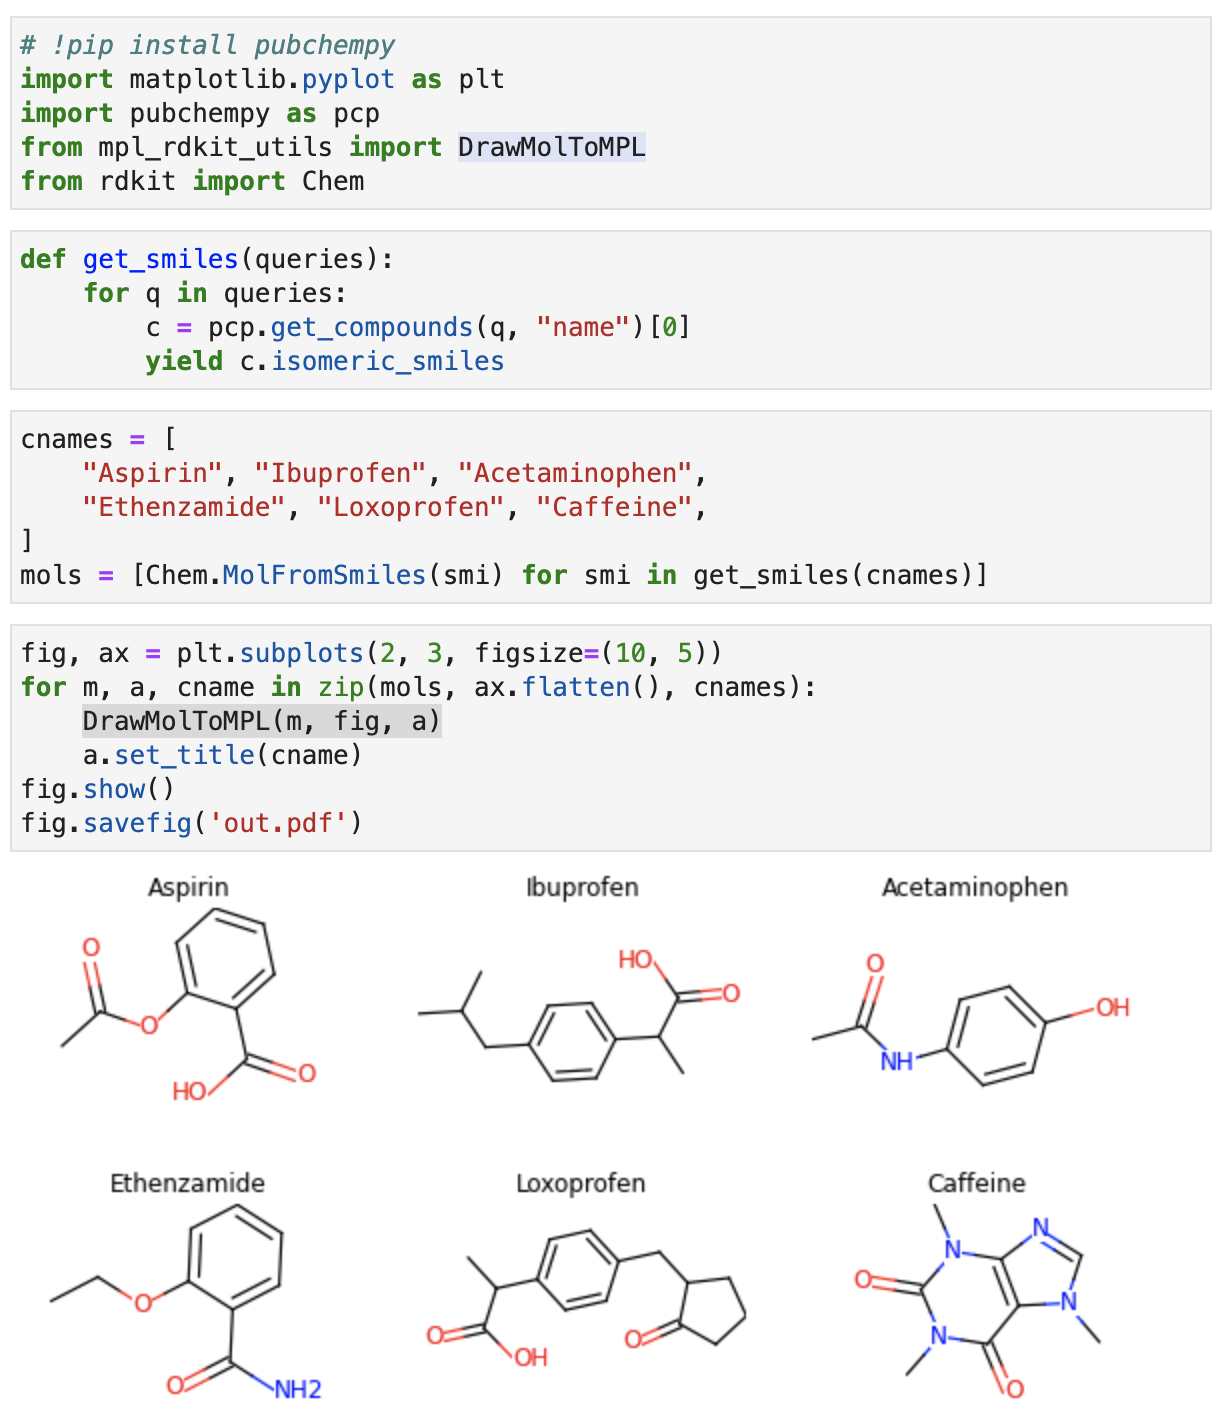 # !pip install pubchempy
import matplotlib.pyplot as plt
import pubchempy as pcp
from mpl_rdkit_utils import DrawMolToMPL
from rdkit import Chem
def get_smiles(queries):
    for q in queries:
        c = pcp.get_compounds(q, "name")[0]
        yield c.isomeric_smiles
cnames = [
    "Aspirin", "Ibuprofen", "Acetaminophen",
    "Ethenzamide", "Loxoprofen", "Caffeine",
]
mols = [Chem.MolFromSmiles(smi) for smi in get_smiles(cnames)]
fig, ax = plt.subplots(2, 3, figsize=(10, 5))
for m, a, cname in zip(mols, ax.flatten(), cnames):
    DrawMolToMPL(m, fig, a)
    a.set_title(cname)
fig.show()
fig.savefig('out.pdf')
Aspirin
O
O
O
HO
Ibuprofen
HO
O
Acetaminophen
O
OH
NH
Ethenzamide
O
O
NH2
Loxoprofen
O
OH
O
Caffeine
N
N
O
N
N
O